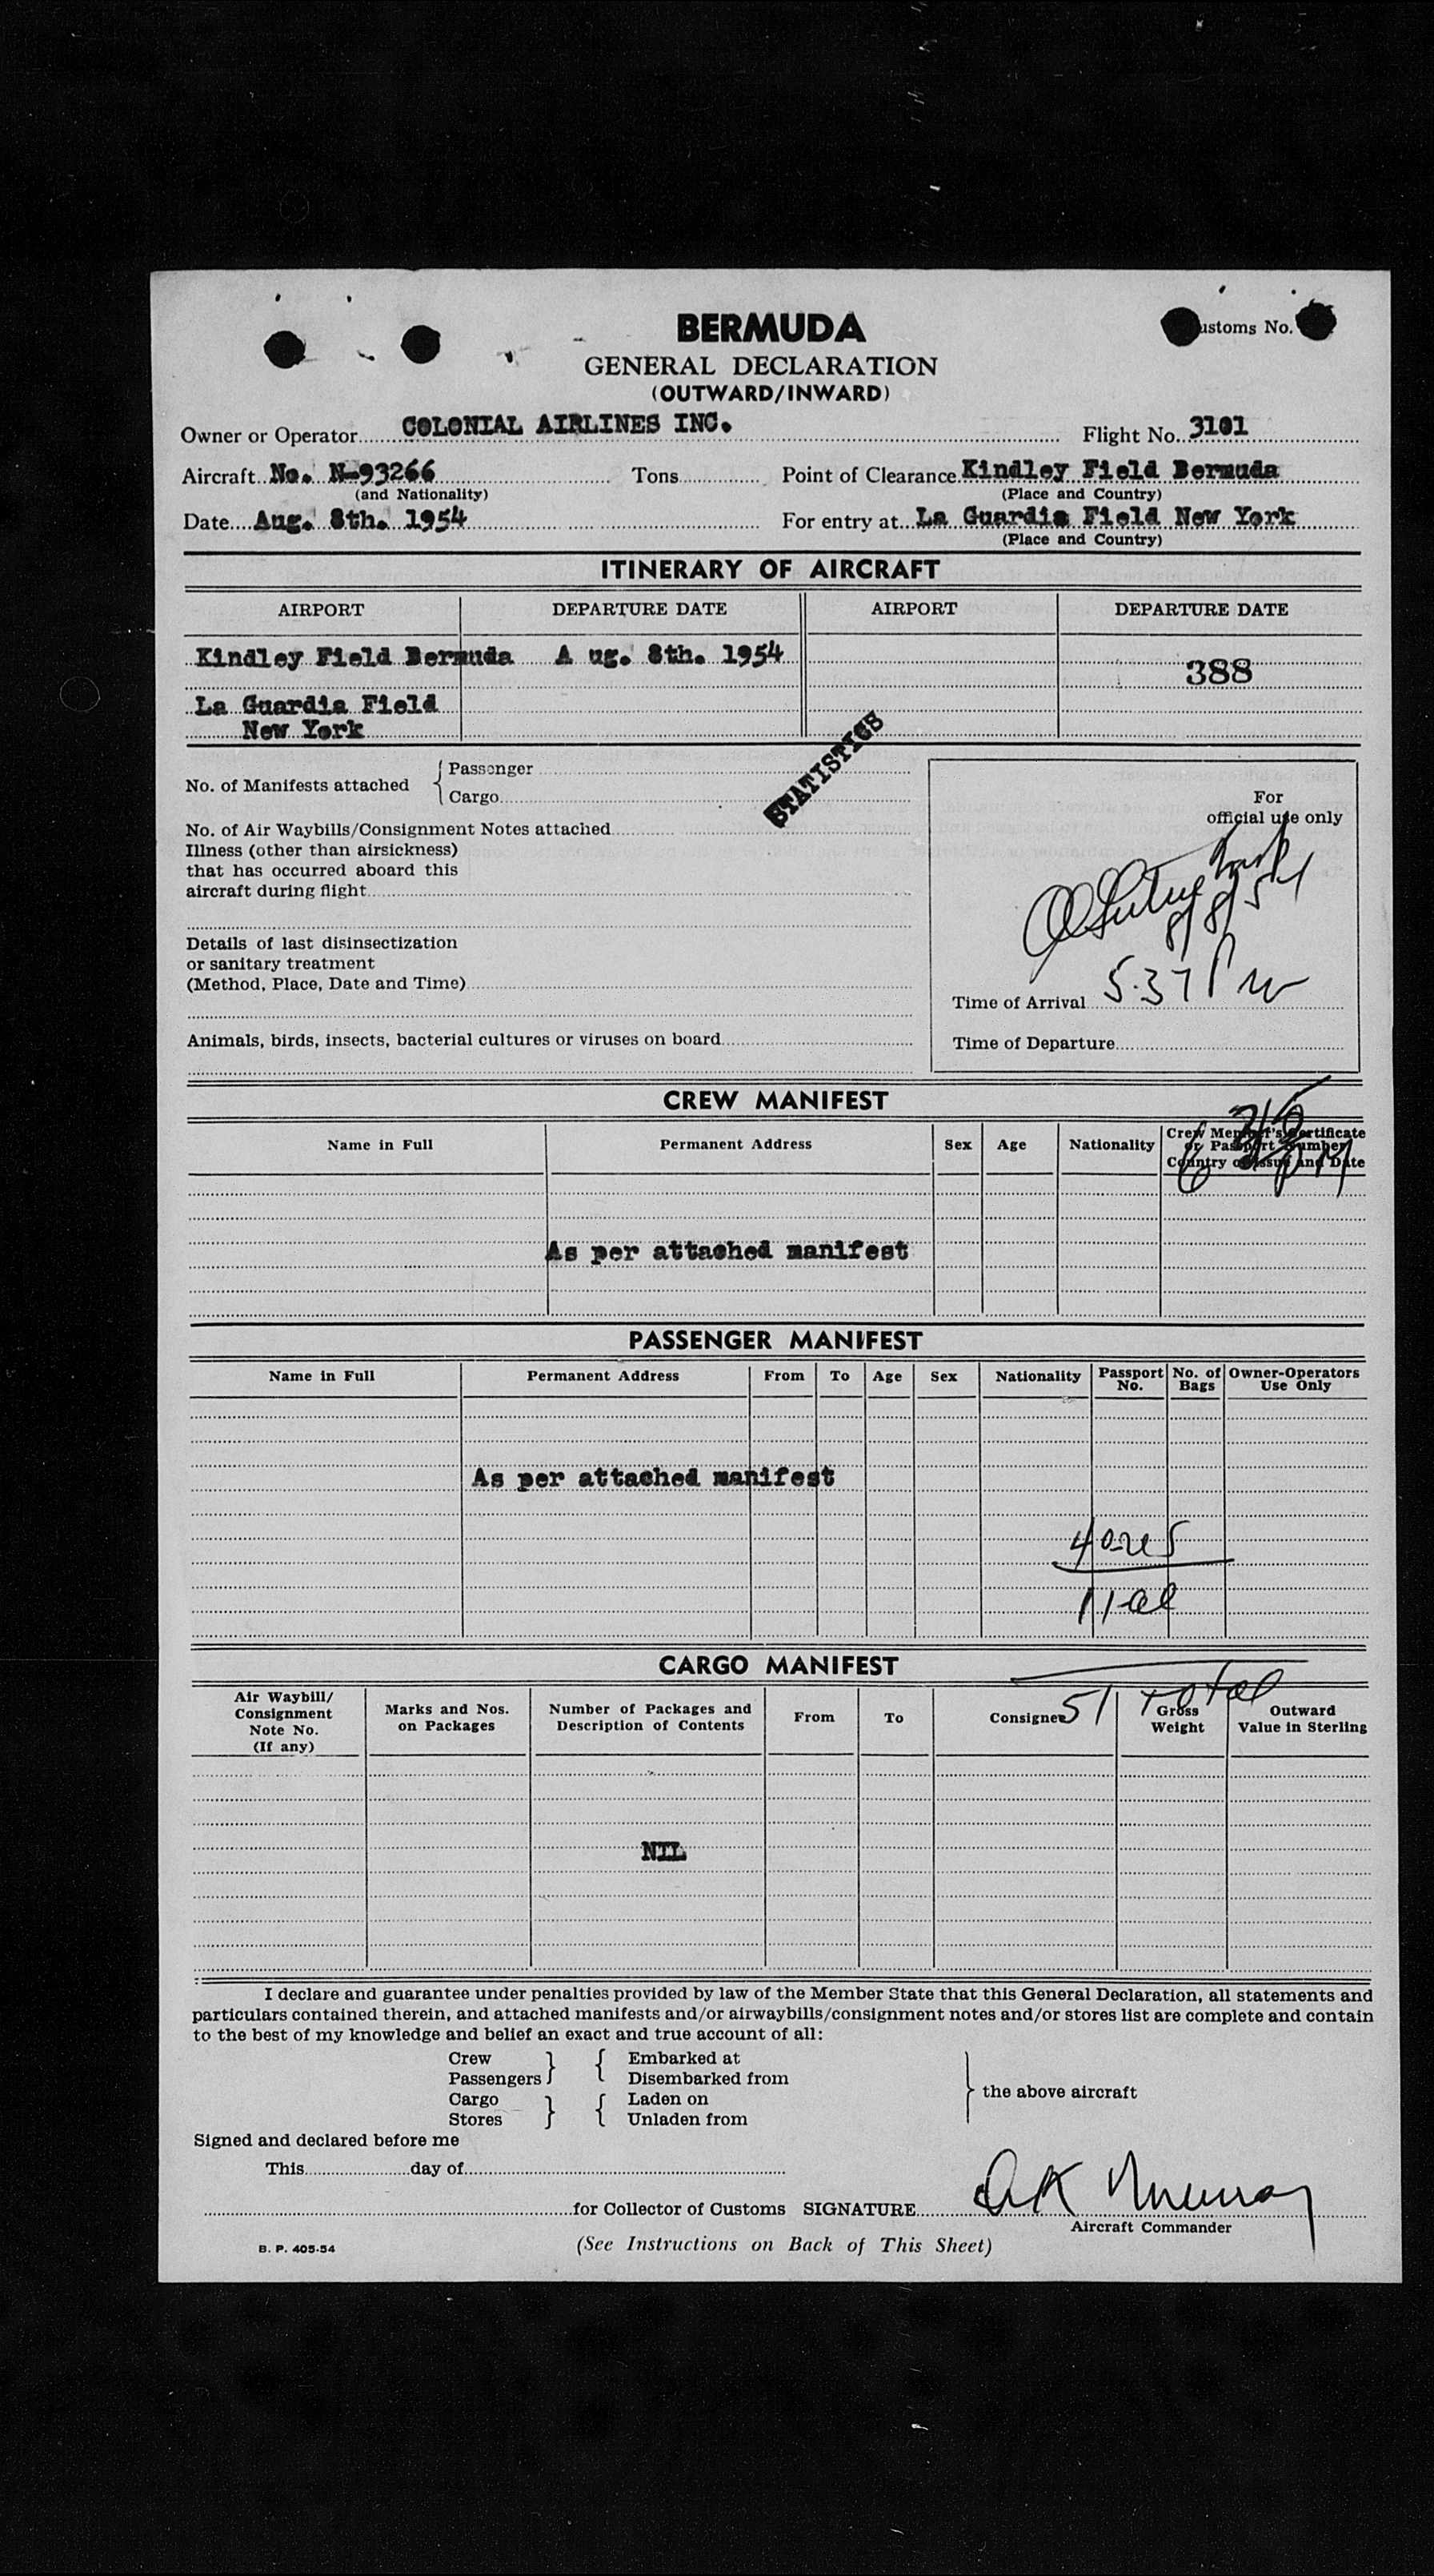 BERMUDA
ustoms No.
GENERAL DECLARATION
(OUTWARD/INWARD)
Owner or Operator COLONIAL AIRLINES INC. Flight No. 3101
Aircraft No. N-93266 Tons Point of Clearance Kindley Field Bermuda
(and Nationality) (Place and Country)
Date Aug. 8th. 1954 For entry at La Guardia Field New York
(Place and Country)
ITINERARY OF AIRCRAFT
AIRPORT DEPARTURE DATE AIRPORT DEPARTURE DATE
Kindley Field Bermuda A ug. 8th. 1954
388
La Guardia Field
New York
STATISTICS
No. of Manifests attached { Passenger
Cargo
No. of Air Waybills/Consignment Notes attached
Illness (other than airsickness)
that has occurred aboard this
aircraft during flight
Details of last disinsectization
or sanitary treatment
(Method, Place, Date and Time)
Animals, birds, insects, bacterial cultures or viruses on board
For
official use only
8/8/54
Time of Arrival 5.37 P m
Time of Departure
CREW MANIFEST
Name in Full Permanent Address Sex Age Nationality Crew Member's Certificate
or Passport Number
Country of Issue and Date
As per attached manifest
PASSENGER MANIFEST
Name in Full Permanent Address From To Age Sex Nationality Passport No. No. of Bags Owner-Operators Use Only
As per attached manifest
40 - U S
11 - al
CARGO MANIFEST
51 Total
Air Waybill/
Consignment
Note No.
(If any)
Marks and Nos.
on Packages
Number of Packages and
Description of Contents
From To Consignee
Gross
Weight
Outward
Value in Sterling
NIL
I declare and guarantee under penalties provided by law of the Member State that this General Declaration, all statements and
particulars contained therein, and attached manifests and/or airwaybills/consignment notes and/or stores list are complete and contain
to the best of my knowledge and belief an exact and true account of all:
Crew } { Embarked at
Passengers } { Disembarked from
} the above aircraft
Cargo } { Laden on
Stores } { Unladen from
Signed and declared before me
This day of
for Collector of Customs SIGNATURE
Aircraft Commander
B. P. 405-54
(See Instructions on Back of This Sheet)